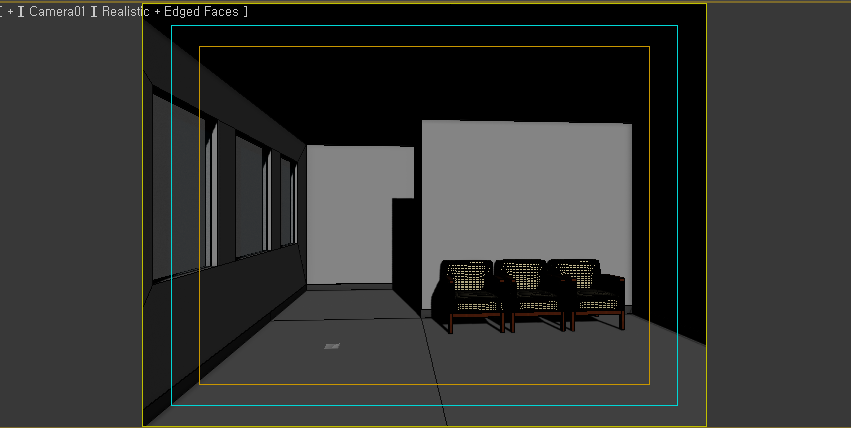 [ + ][ Camera01 ][ Realistic + Edged Faces ]